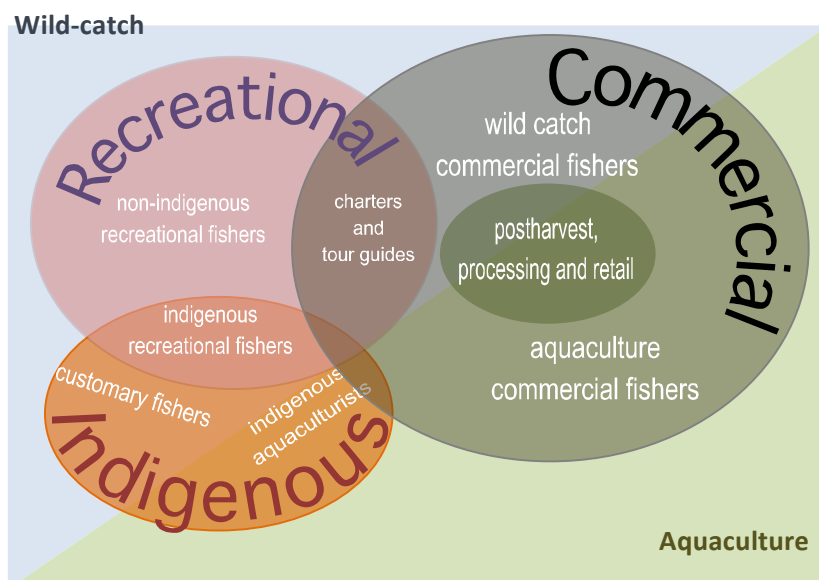 Wild-catch
Recreational
Commercial
wild catch
commercial fishers
non-indigenous
recreational fishers
charters
and
tour guides
postharvest,
processing and retail
indigenous
recreational fishers
aquaculture
commercial fishers
customary fishers
indigenous
aquaculturists
Indigenous
Aquaculture